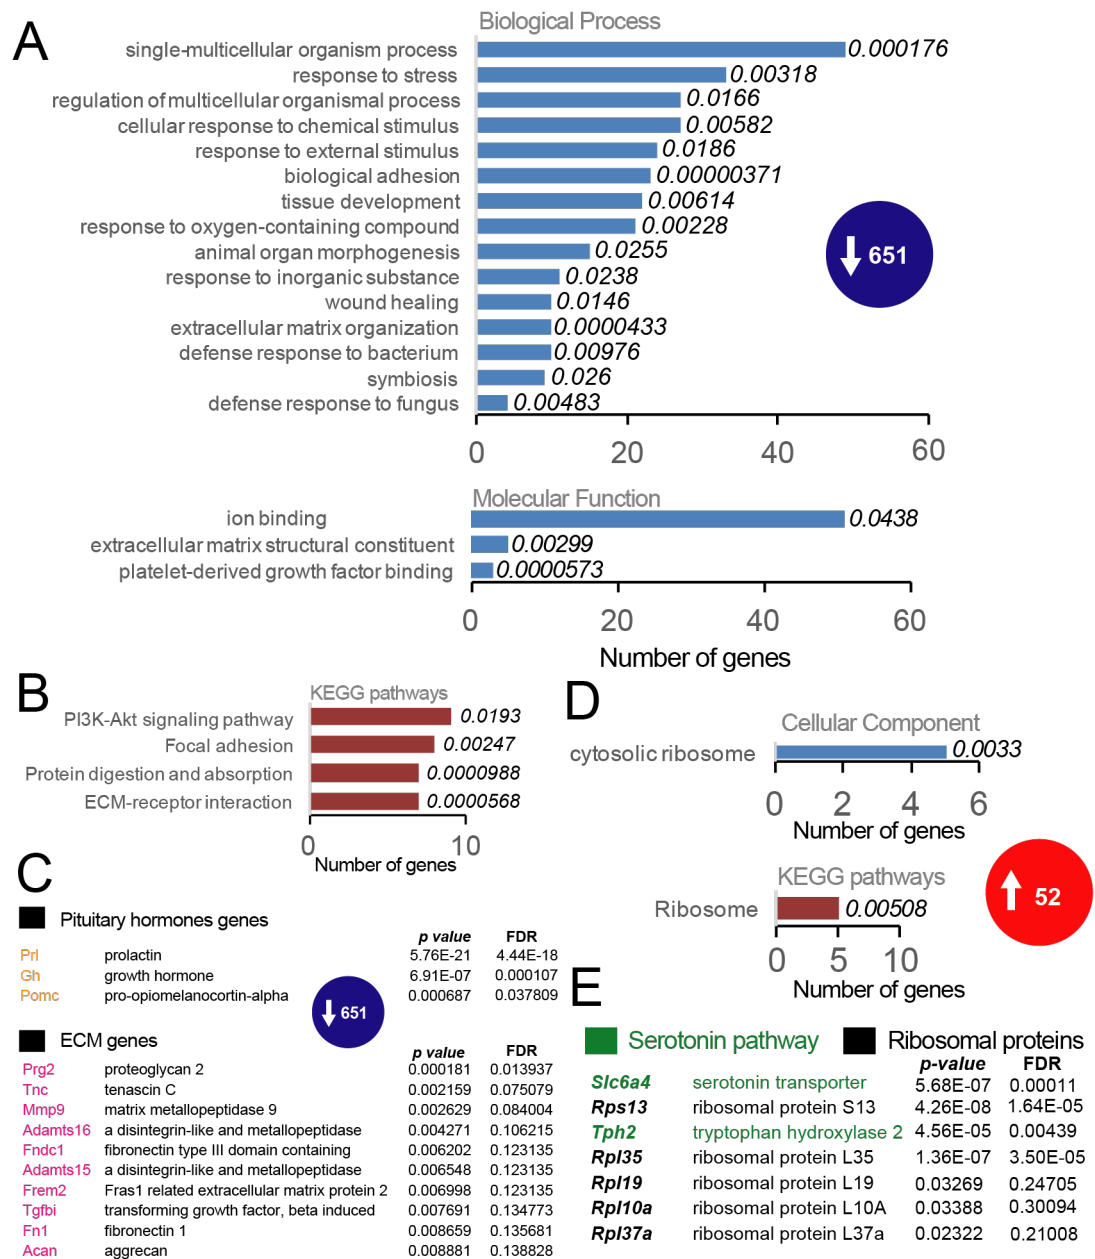 A
Biological Process
single-multicellular organism process 0.000176
response to stress 0.00318
regulation of multicellular organismal process 0.0166
cellular response to chemical stimulus 0.00582
response to external stimulus 0.0186
biological adhesion 0.00000371
tissue development 0.00614
response to oxygen-containing compound 0.00228
animal organ morphogenesis 0.0255
response to inorganic substance 0.0238
wound healing 0.0146
extracellular matrix organization 0.0000433
defense response to bacterium 0.00976
symbiosis 0.026
defense response to fungus 0.00483
0 20 40 60
651
Molecular Function
ion binding 0.0438
extracellular matrix structural constituent 0.00299
platelet-derived growth factor binding 0.0000573
0 20 40 60
Number of genes
B
KEGG pathways
PI3K-Akt signaling pathway 0.0193
Focal adhesion 0.00247
Protein digestion and absorption 0.0000988
ECM-receptor interaction 0.0000568
0 10
Number of genes
C
Pituitary hormones genes
p value FDR
Prl prolactin 5.76E-21 4.44E-18
Gh growth hormone 6.91E-07 0.000107
Pomc pro-opiomelanocortin-alpha 0.000687 0.037809
651
ECM genes
p value FDR
Prg2 proteoglycan 2 0.000181 0.013937
Tnc tenascin C 0.002159 0.075079
Mmp9 matrix metallopeptidase 9 0.002629 0.084004
Adamts16 a disintegrin-like and metallopeptidase 0.004271 0.106215
Fndc1 fibronectin type III domain containing 0.006202 0.123135
Adamts15 a disintegrin-like and metallopeptidase 0.006548 0.123135
Frem2 Fras1 related extracellular matrix protein 2 0.006998 0.123135
Tgfbi transforming growth factor, beta induced 0.007691 0.134773
Fn1 fibronectin 1 0.008659 0.135681
Acan aggrecan 0.008881 0.138828
D
Cellular Component
cytosolic ribosome 0.0033
0 2 4 6
Number of genes
KEGG pathways
Ribosome 0.00508
0 5 10
Number of genes
52
E
Serotonin pathway Ribosomal proteins
p-value FDR
Slc6a4 serotonin transporter 5.68E-07 0.00011
Rps13 ribosomal protein S13 4.26E-08 1.64E-05
Tph2 tryptophan hydroxylase 2 4.56E-05 0.00439
Rpl35 ribosomal protein L35 1.36E-07 3.50E-05
Rpl19 ribosomal protein L19 0.03269 0.24705
Rpl10a ribosomal protein L10A 0.03388 0.30094
Rpl37a ribosomal protein L37a 0.02322 0.21008